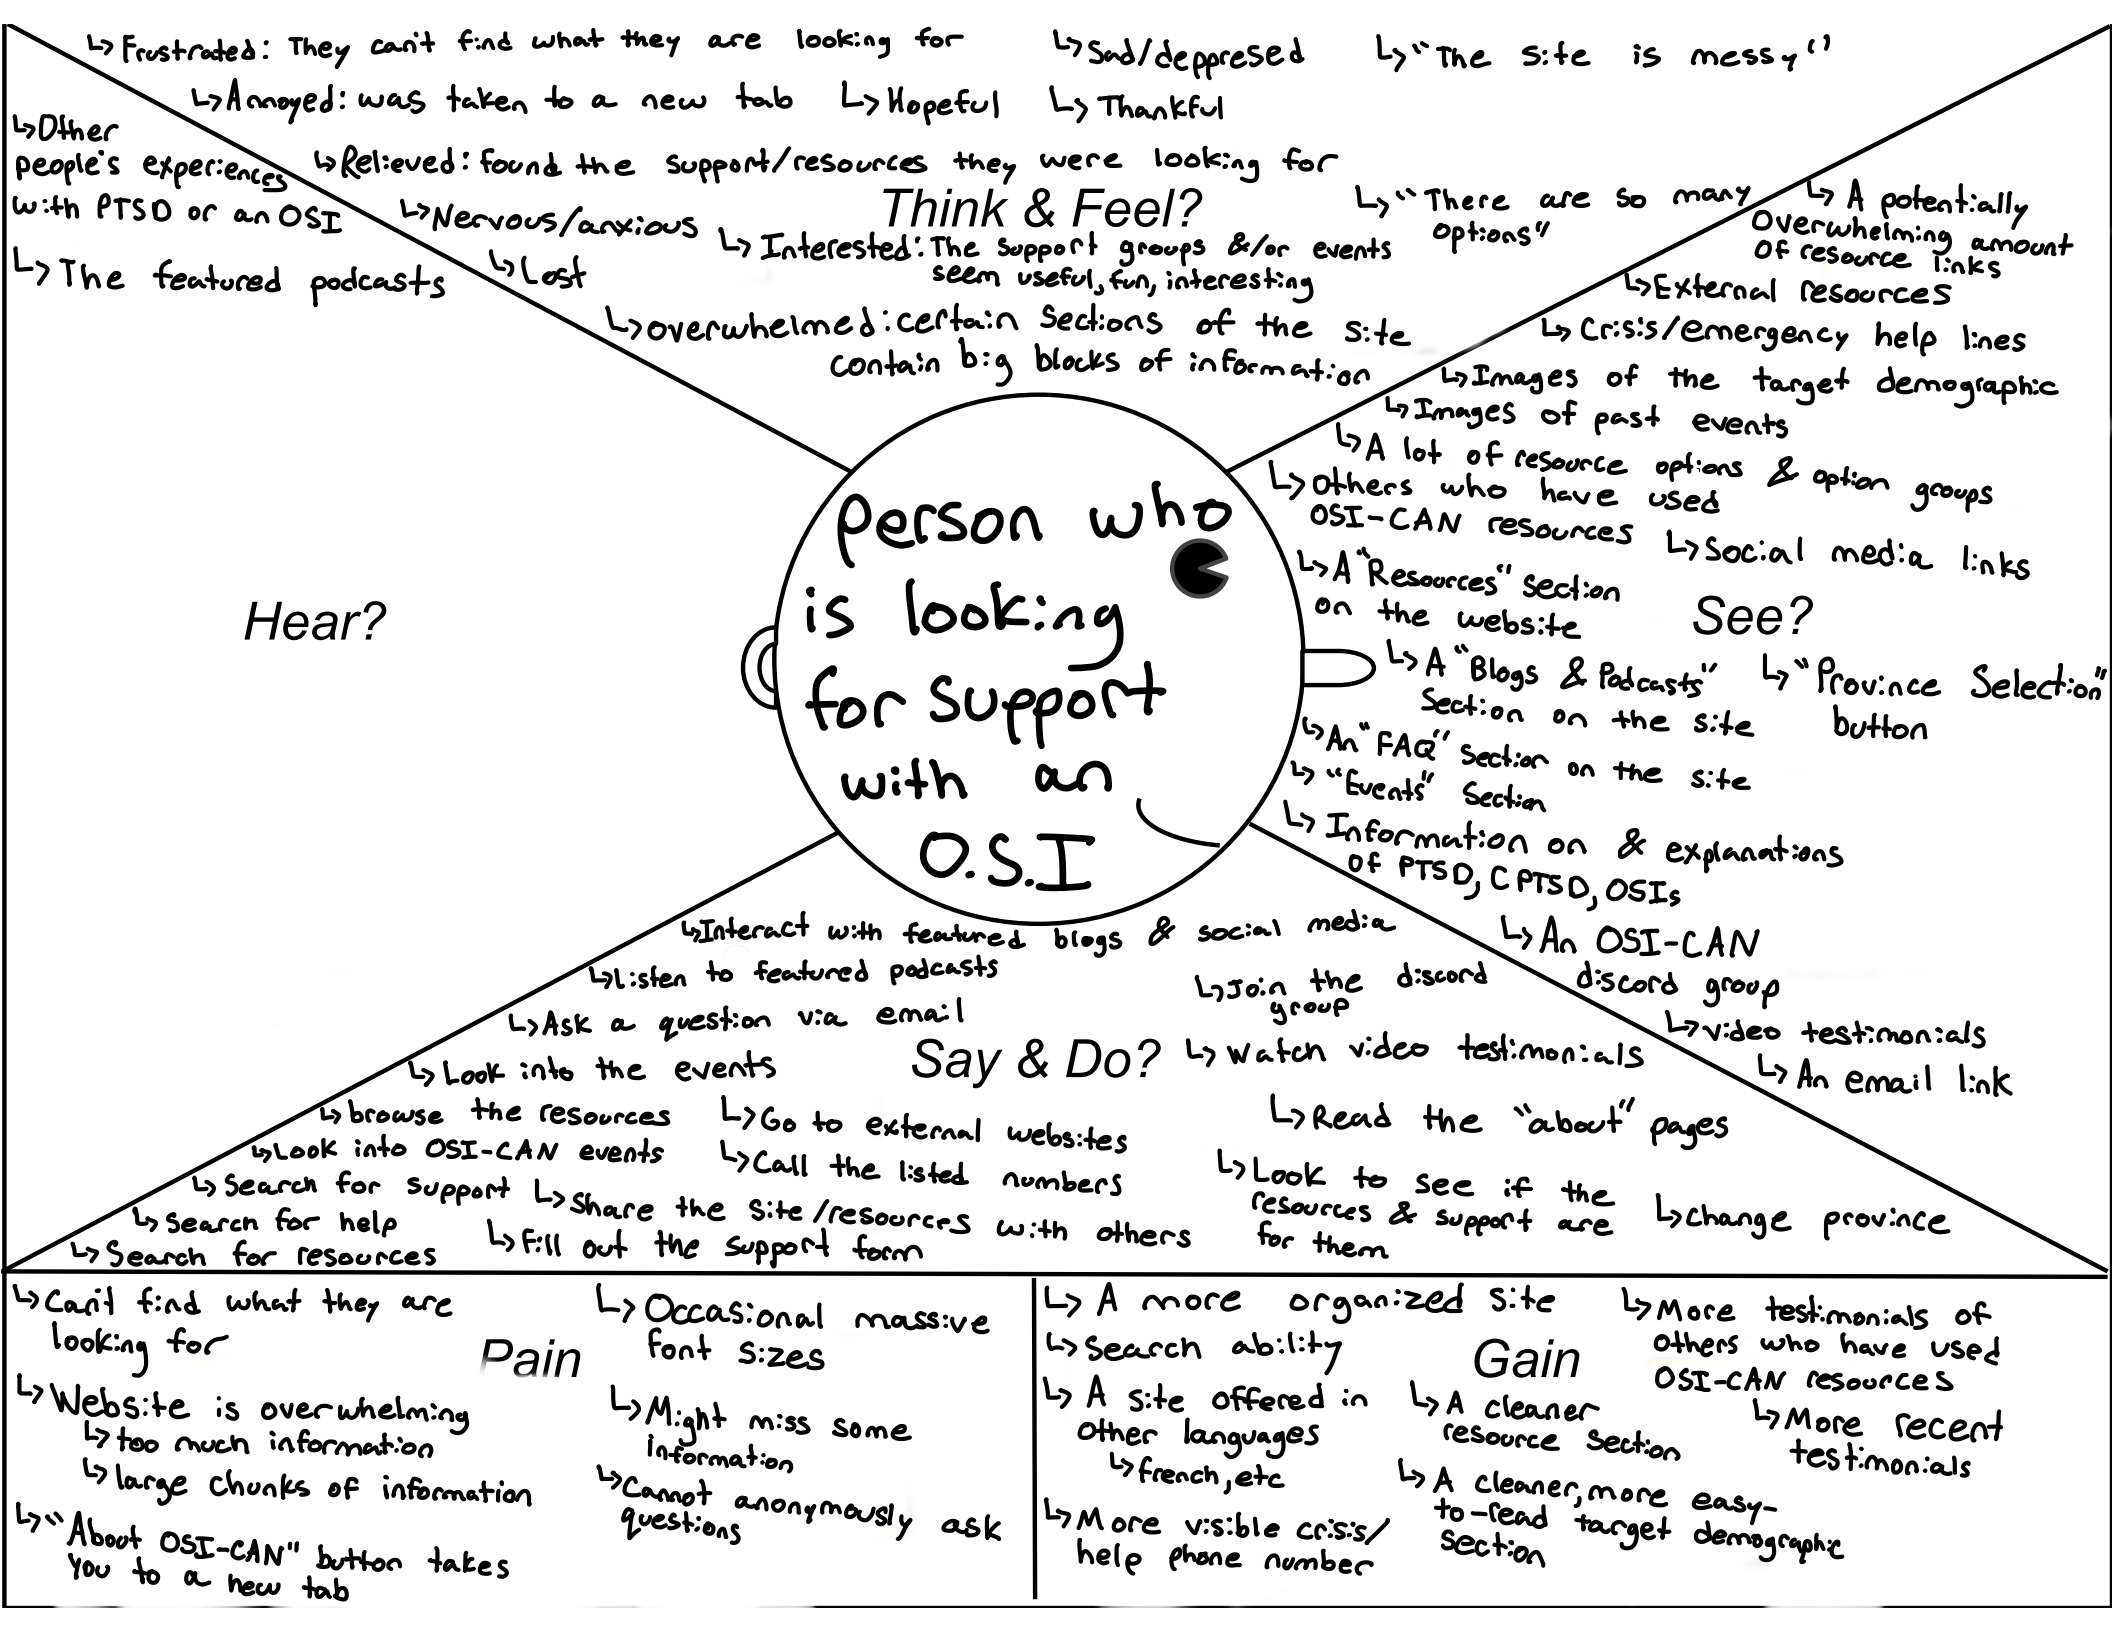 ↳ Frustrated: They can't find what they are looking for
↳ Sad/deppresed
↳ "The site is messy"
↳ Annoyed: was taken to a new tab
↳ Hopeful
↳ Thankful
↳ Relieved: found the support/resources they were looking for
Think & Feel?
↳ Nervous/anxious
↳ "There are so many
options"
↳ Interested: The support groups &/or events
seem useful, fun, interesting
↳ Lost
↳ overwhelmed: certain sections of the site
contain big blocks of information
↳ Other
people's experiences
with PTSD or an OSI
↳ The featured podcasts
Hear?
person who
is looking
for support
with an
O.S.I
↳ A potentially
overwhelming amount
of resource links
↳ External resources
↳ Crisis/emergency help lines
↳ Images of the target demographic
↳ Images of past events
↳ A lot of resource options & option groups
↳ others who have used
OSI-CAN resources
↳ Social media links
↳ A "Resources" section
on the website
See?
↳ A "Blogs & Podcasts"
Section on the site
↳ "Province Selection"
button
↳ An "FAQ" section on the site
↳ "Events" Section
↳ Information on & explanations
of PTSD, CPTSD, OSIs
↳ An OSI-CAN
discord group
↳ video testimonials
↳ An email link
↳ Interact with featured blogs & social media
↳ listen to featured podcasts
↳ Join the discord
group
↳ Ask a question via email
Say & Do?
↳ Watch video testimonials
↳ Look into the events
↳ browse the resources
↳ Go to external websites
↳ Read the "about" pages
↳ Look into OSI-CAN events
↳ Call the listed numbers
↳ Search for support
↳ Share the site/resources with others
↳ Look to see if the
resources & support are
for them
↳ change province
↳ Search for help
↳ Fill out the support form
↳ Search for resources
Pain
↳ Can't find what they are
looking for
↳ Website is overwhelming
↳ too much information
↳ large chunks of information
↳ "About OSI-CAN" button takes
you to a new tab
↳ Occasional massive
font sizes
↳ Might miss some
information
↳ Cannot anonymously ask
questions
Gain
↳ A more organized site
↳ Search ability
↳ A site offered in
other languages
↳ french, etc
↳ More visible crisis/
help phone number
↳ A cleaner
resource section
↳ A cleaner, more easy-
to-read target demographic
section
↳ More testimonials of
others who have used
OSI-CAN resources
↳ More recent
testimonials